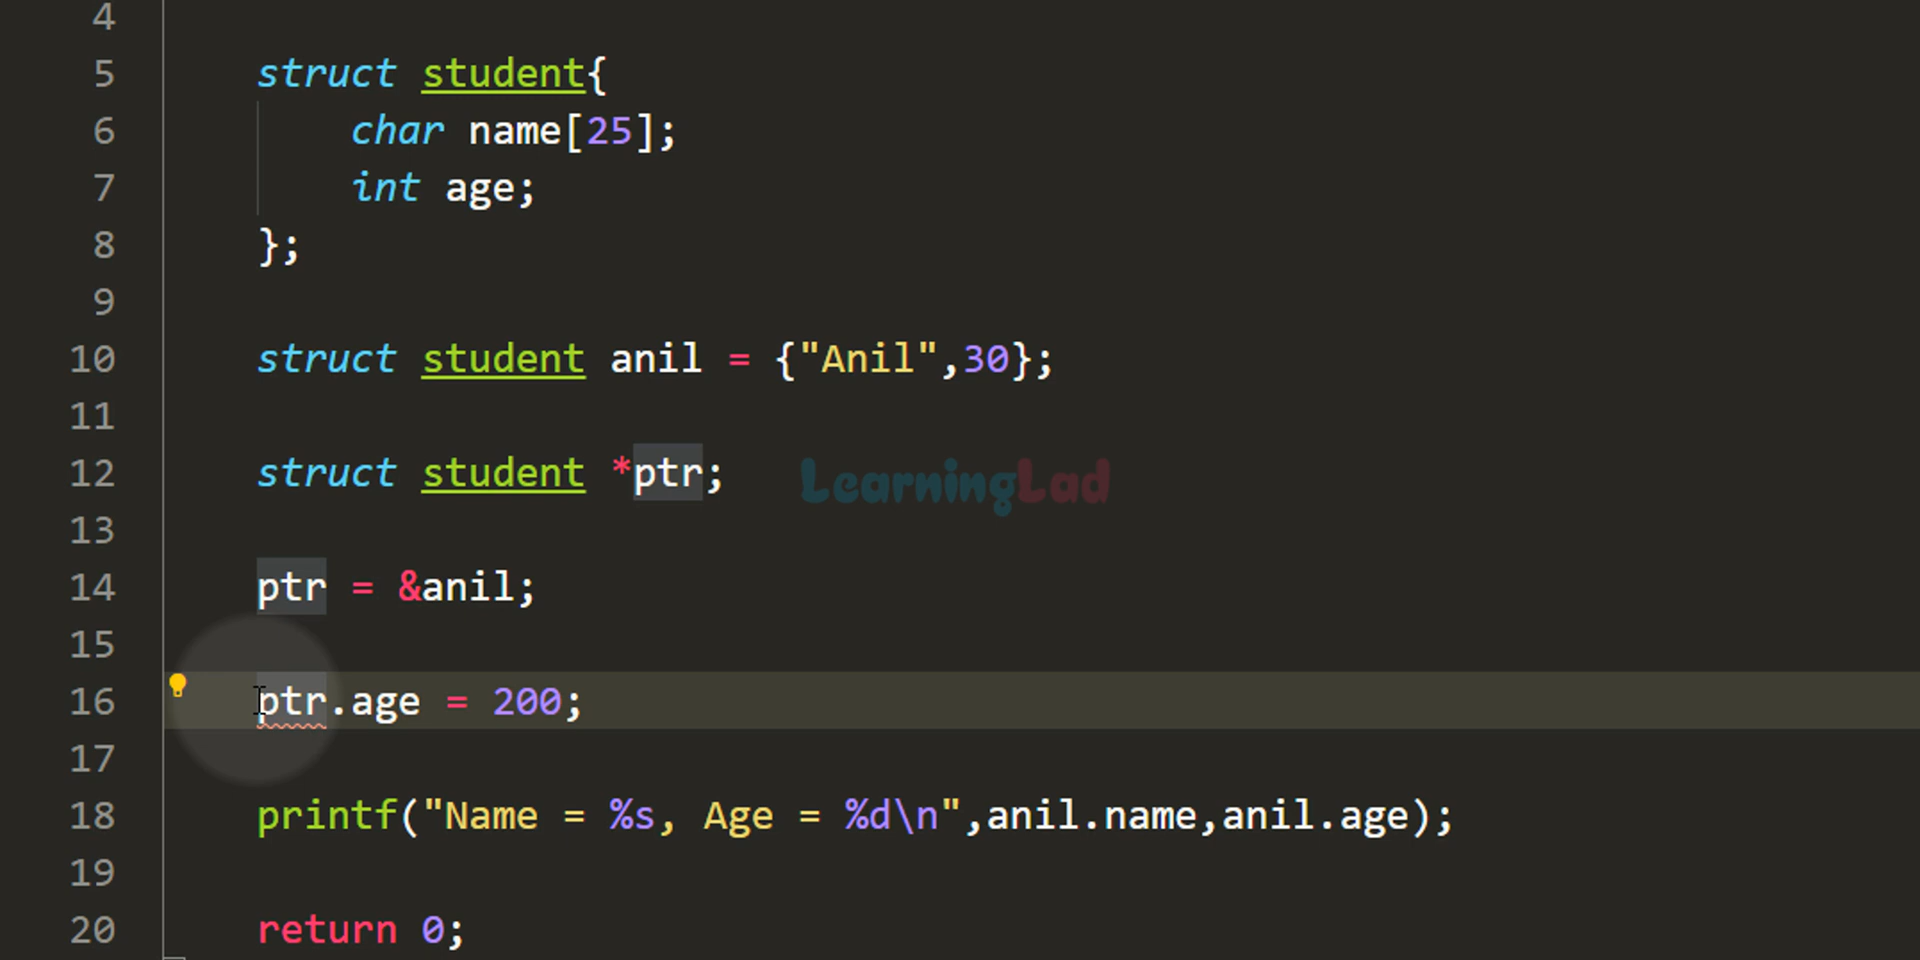 4
5 struct student{
6 char name[25];
7 int age;
8 };
9
10 struct student anil = {"Anil",30};
11
12 struct student *ptr; LearningLad
13
14 ptr = &anil;
15
16 ptr.age = 200;
17
18 printf("Name = %s, Age = %d\n",anil.name,anil.age);
19
20 return 0;